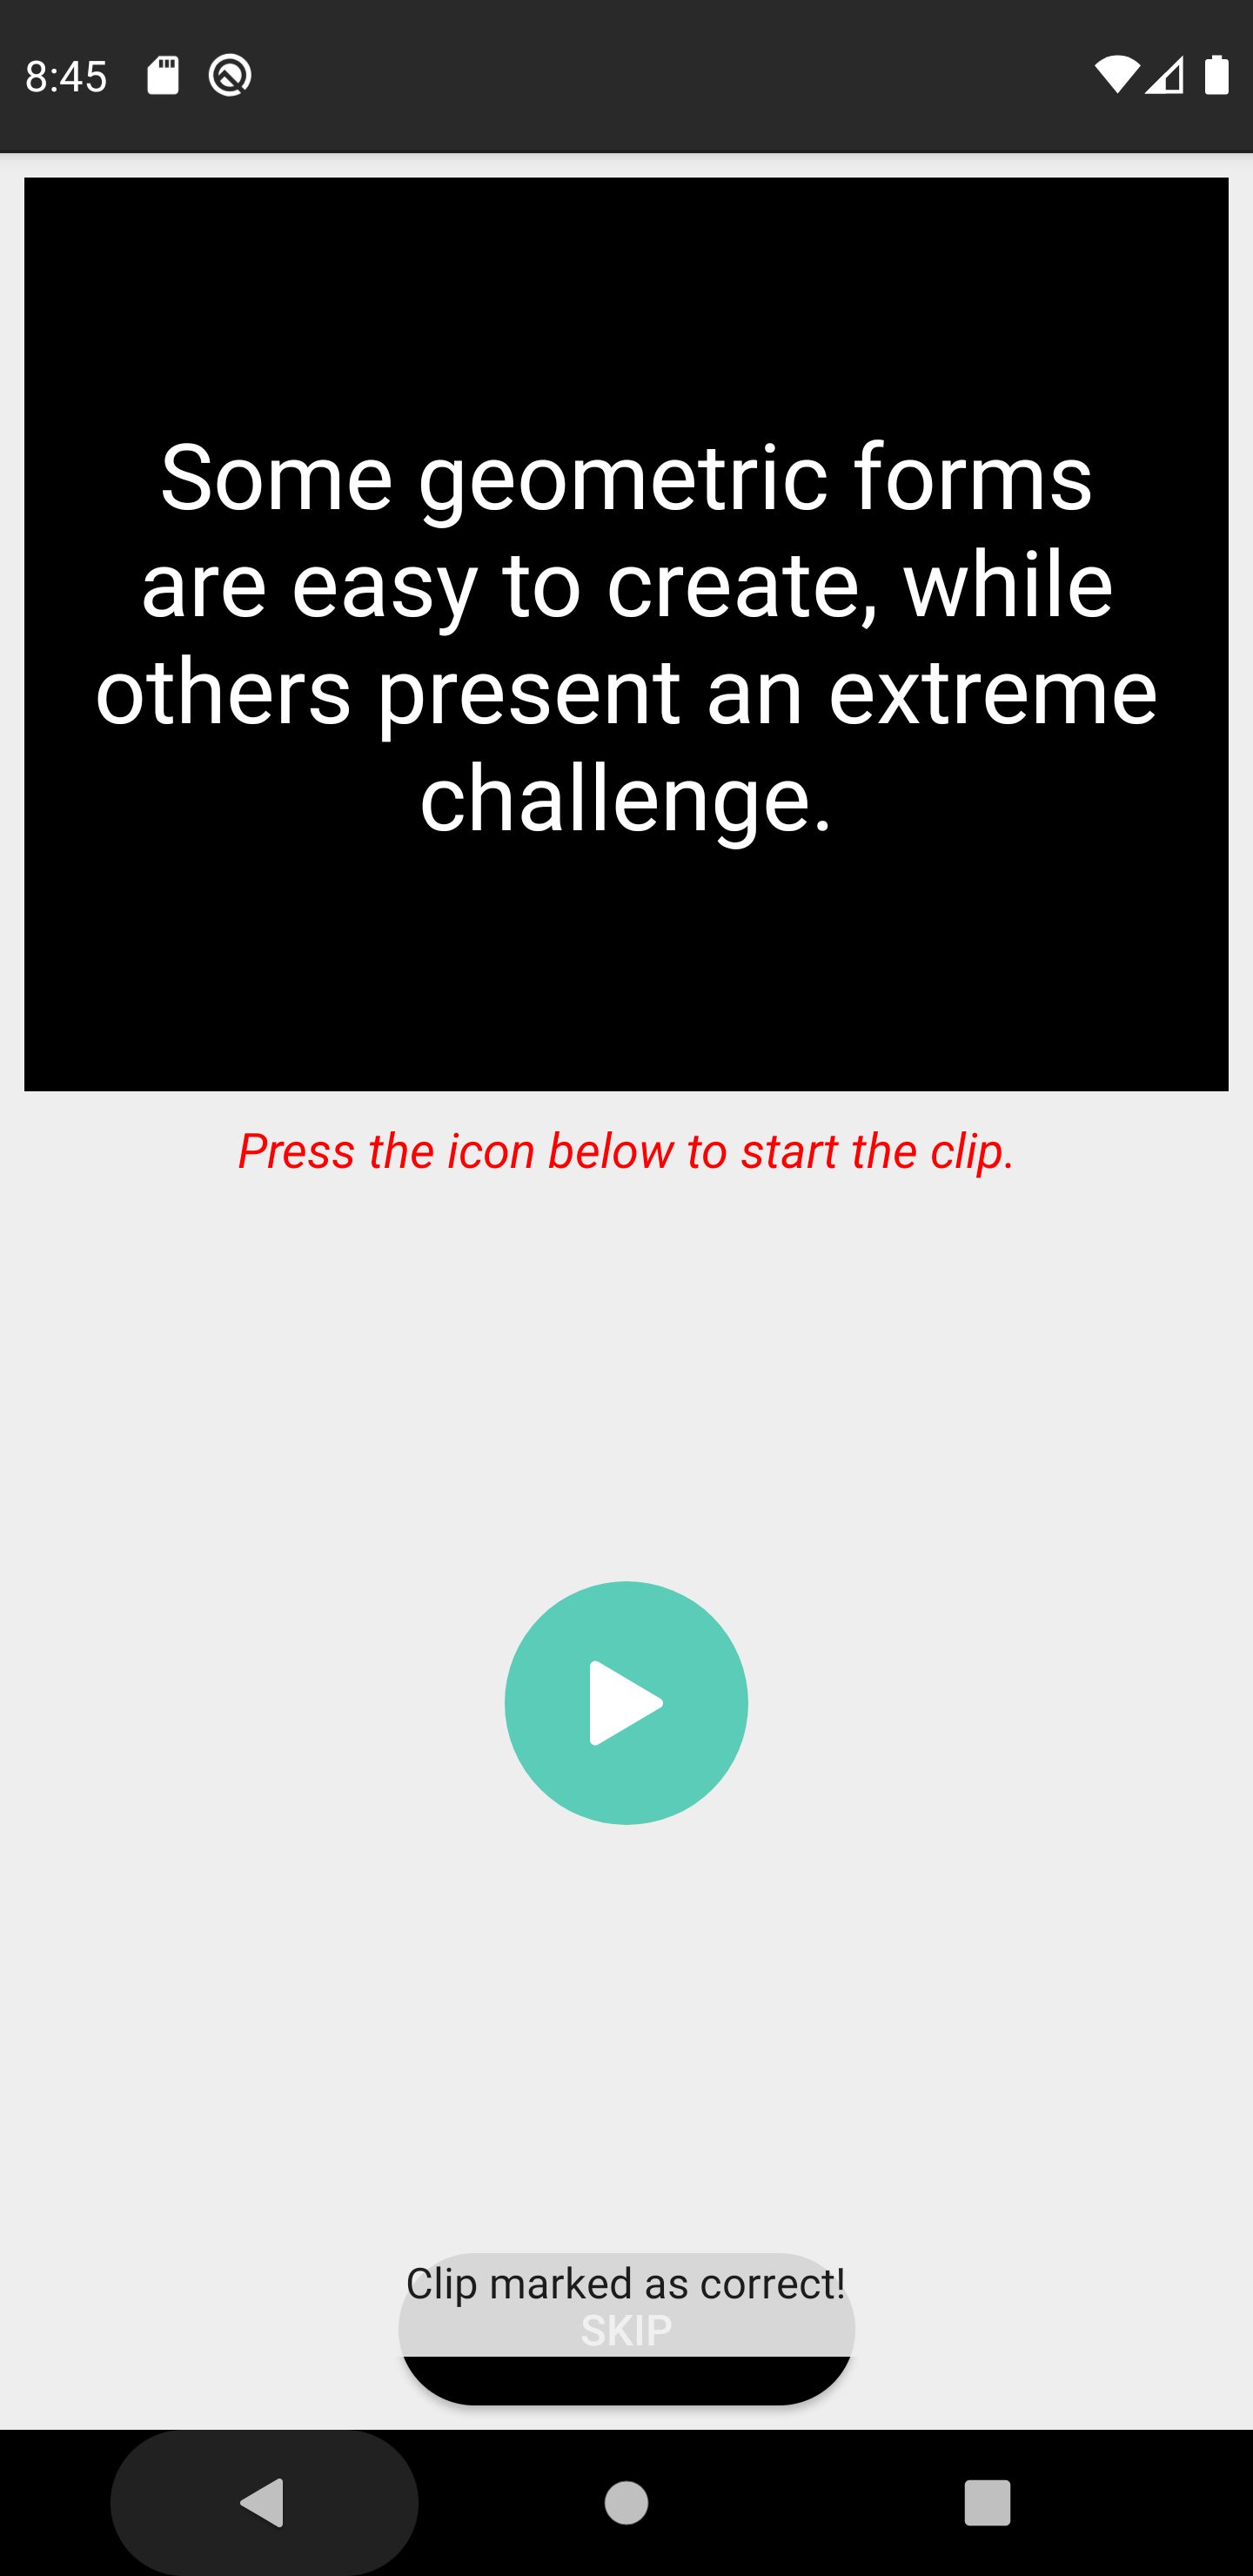 8:45
Some geometric forms
are easy to create, while
others present an extreme
challenge.
Press the icon below to start the clip.
Clip marked as correct!
SKIP